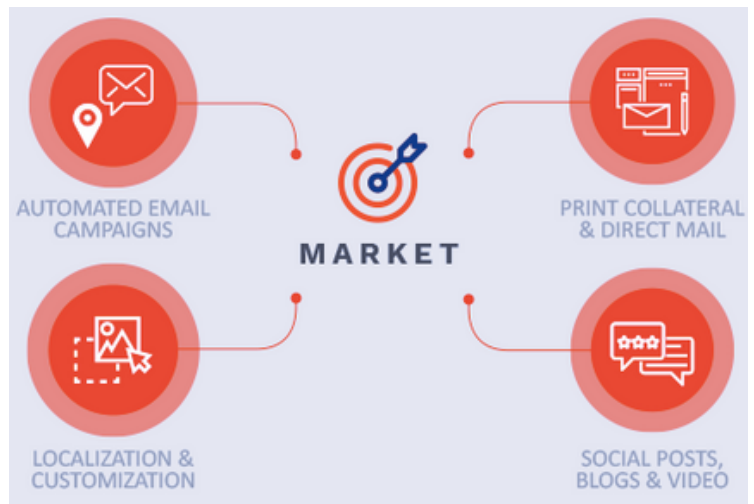 AUTOMATED EMAIL
CAMPAIGNS
PRINT COLLATERAL
& DIRECT MAIL
MARKET
LOCALIZATION &
CUSTOMIZATION
SOCIAL POSTS,
BLOGS & VIDEO